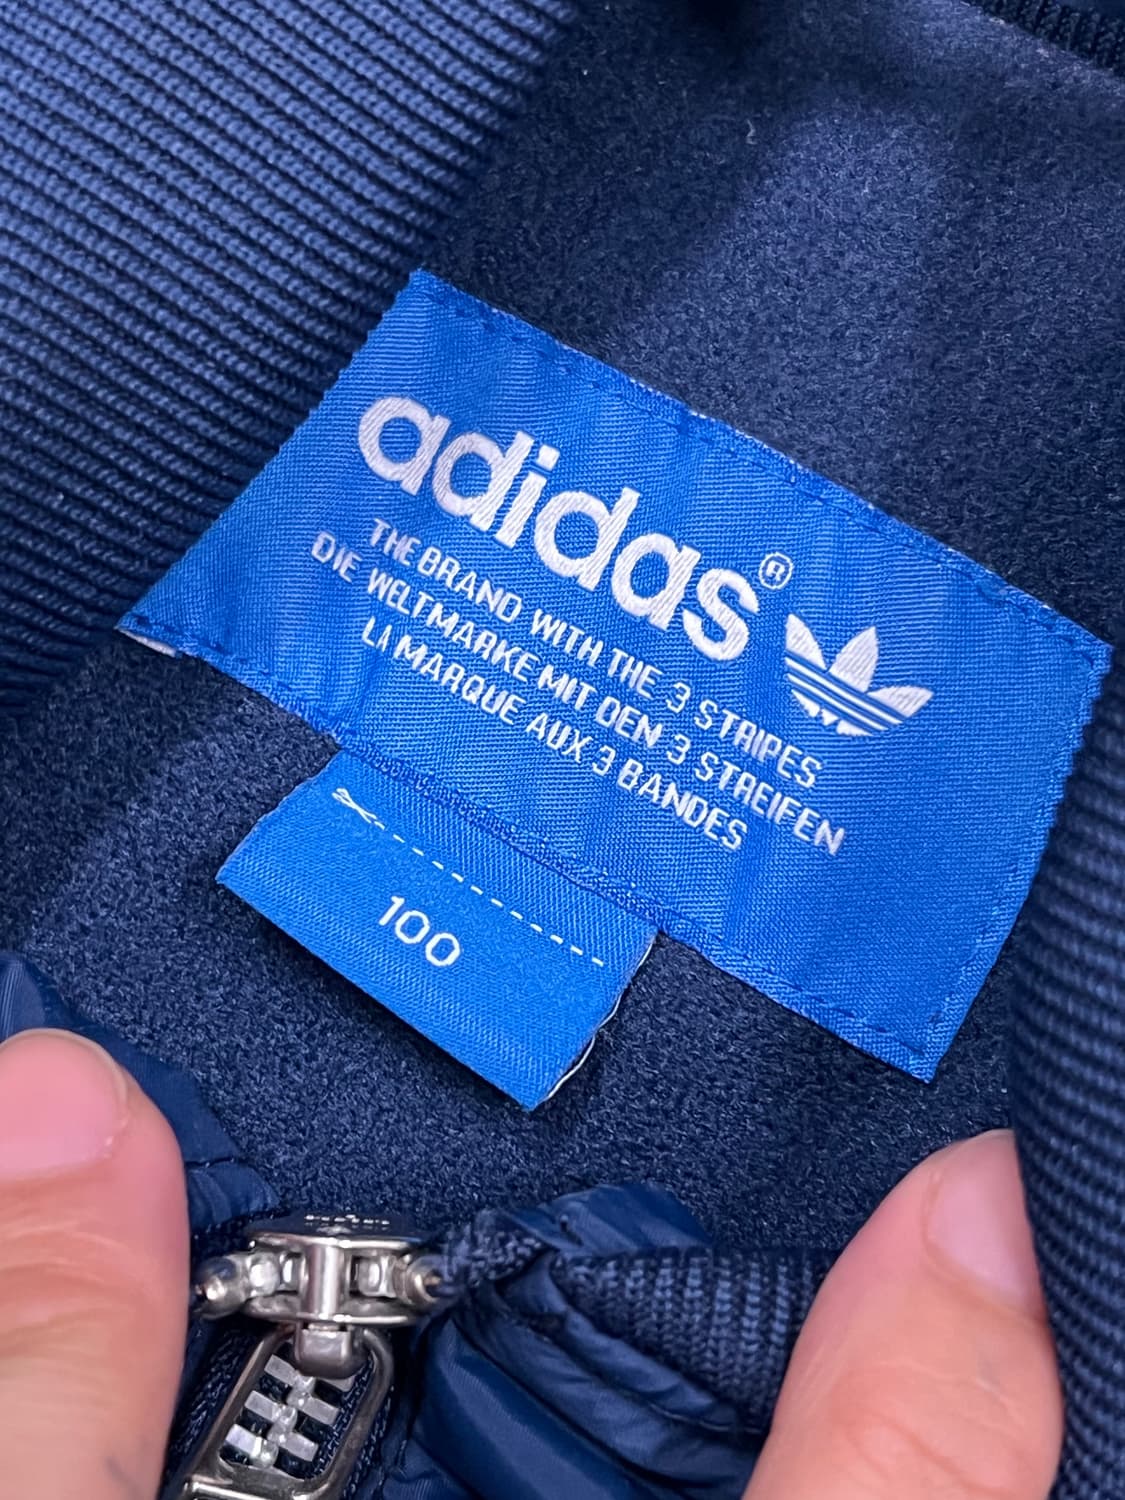 adidas®
THE BRAND WITH THE 3 STRIPES
DIE WELTMARKE MIT DEN 3 STREIFEN
LA MARQUE AUX 3 BANDES
100